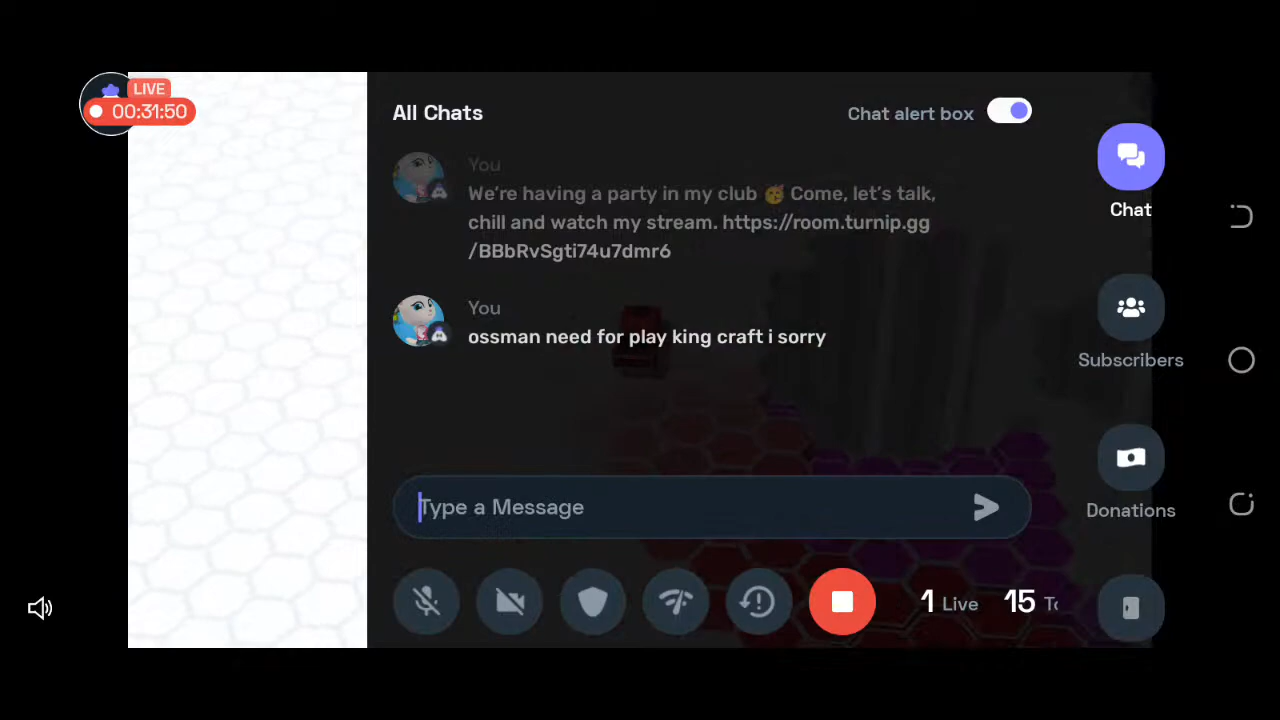 LIVE
00:31:50
All Chats
Chat alert box
You
We're having a party in my club 🥳 Come, let's talk,
chill and watch my stream. https://room.turnip.gg
/BBbRvSgti74u7dmr6
Chat
You
ossman need for play king craft i sorry
Subscribers
Type a Message
Donations
1 Live
15 To